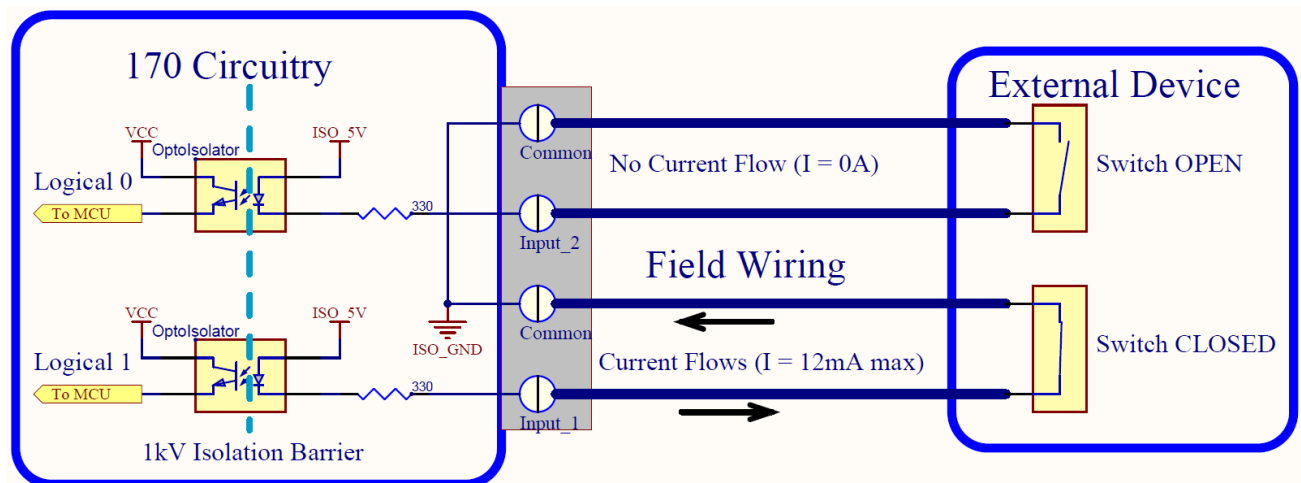 170 Circuitry
External Device
VCC
OptoIsolator
ISO_5V
Logical 0
To MCU
330
Common
No Current Flow (I = 0A)
Switch OPEN
Input_2
Field Wiring
VCC
OptoIsolator
ISO_5V
ISO_GND
Common
Logical 1
To MCU
330
Current Flows (I = 12mA max)
Switch CLOSED
Input_1
1kV Isolation Barrier